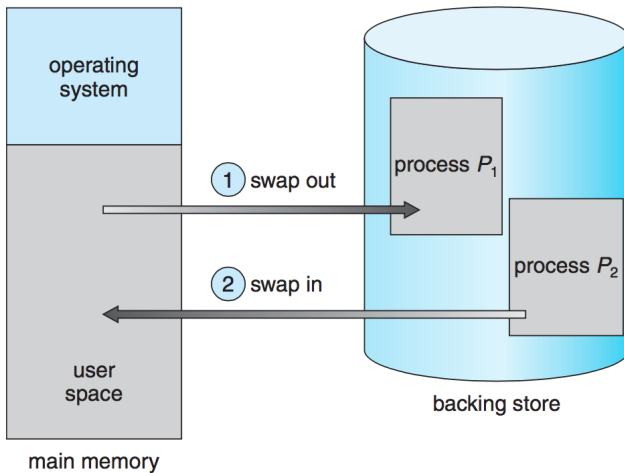 operating
system
1 swap out
process P1
2 swap in
process P2
user
space
backing store
main memory